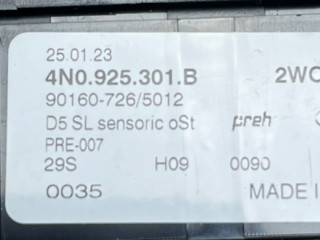 25.01.23
4N0.925.301.B 2WC
90160-726/5012
D5 SL sensoric oSt preh
PRE-007
29S H09 0090
0035 MADE I